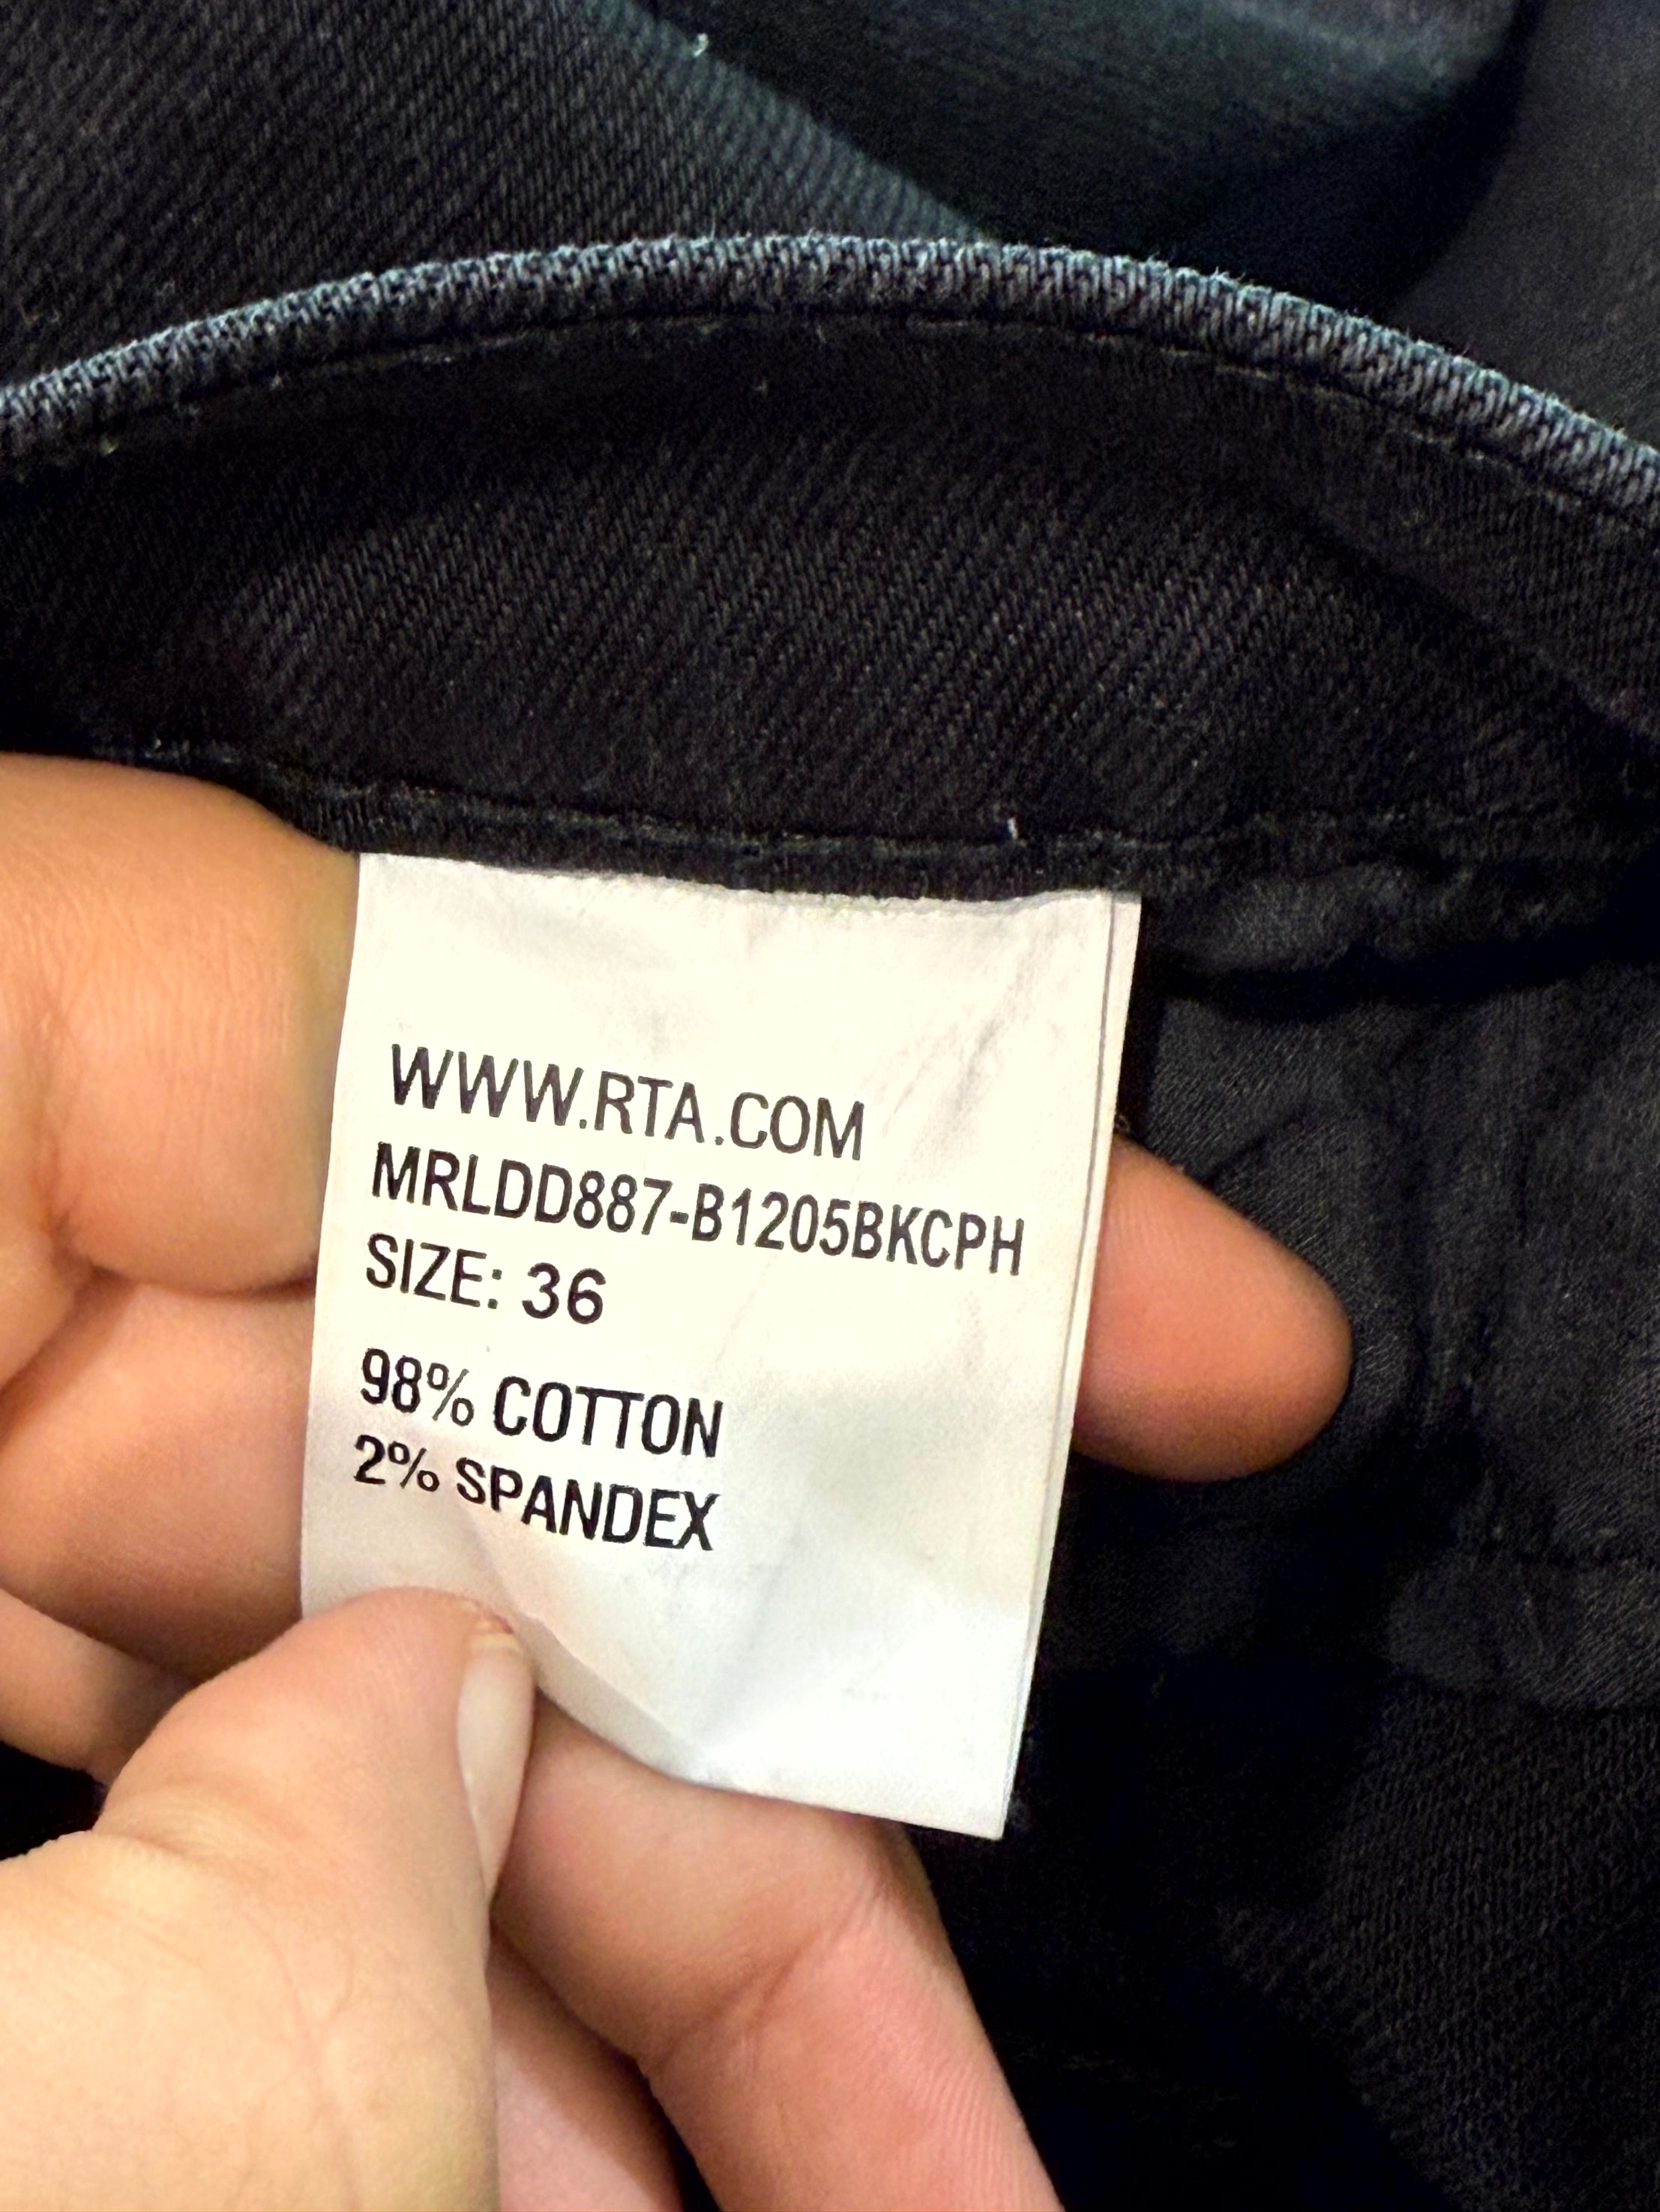 WWW.RTA.COM
MRLDD887-B1205BKCPH
SIZE: 36
98% COTTON
2% SPANDEX